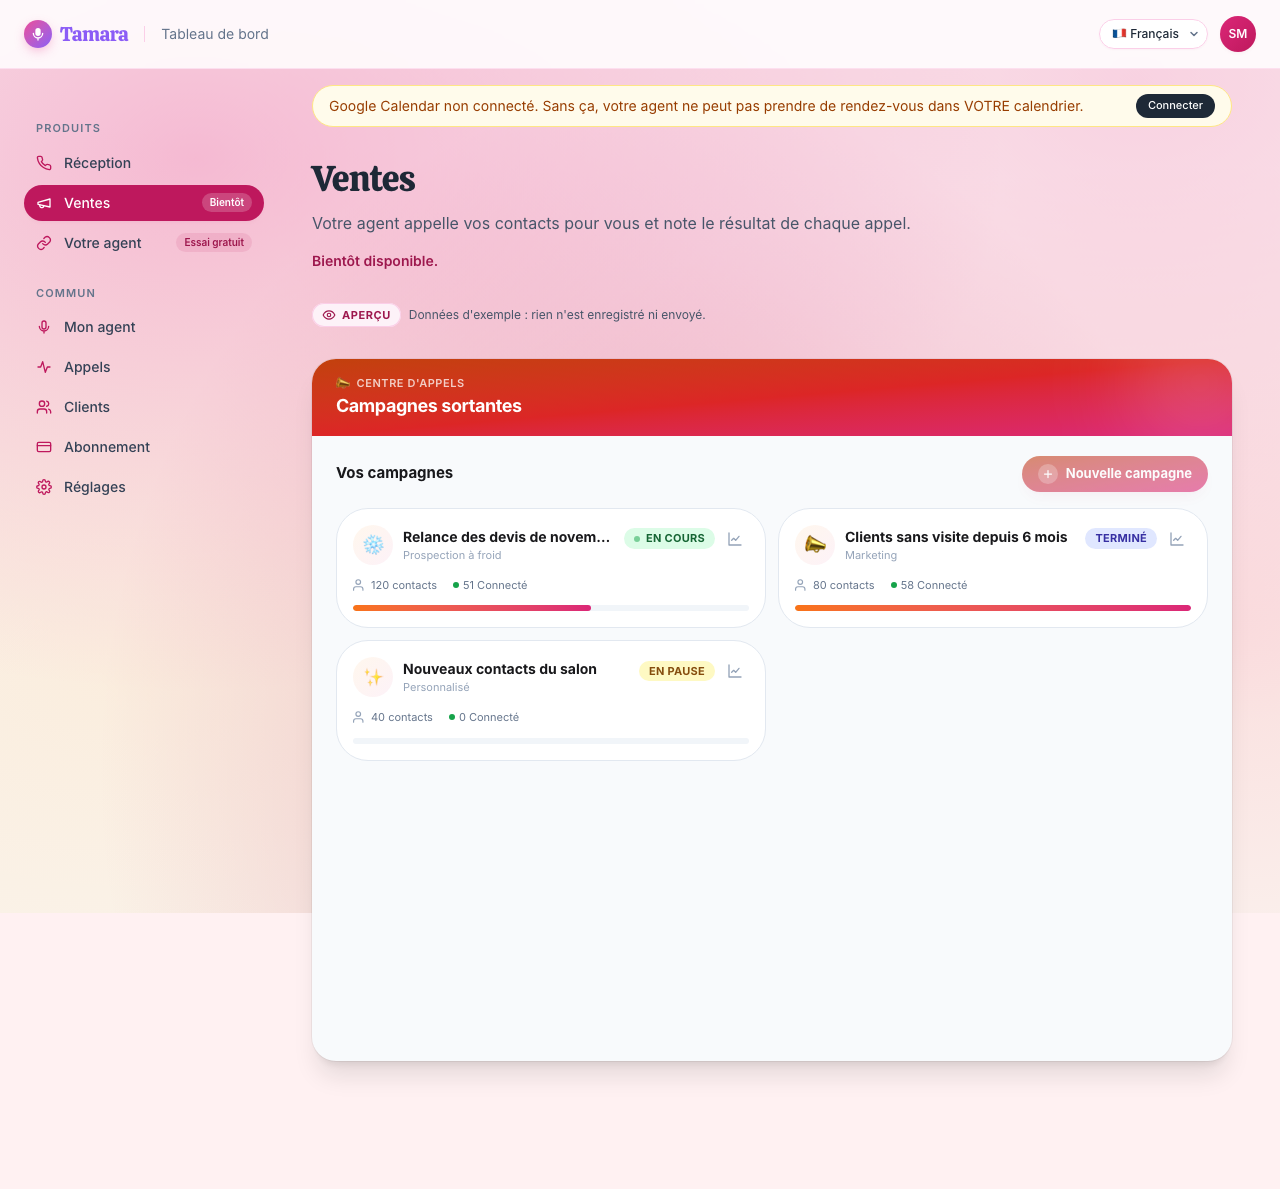 Tamara
Tableau de bord
Français
SM
Google Calendar non connecté. Sans ça, votre agent ne peut pas prendre de rendez-vous dans VOTRE calendrier.
Connecter
PRODUITS
Réception
Ventes
Bientôt
Votre agent
Essai gratuit
COMMUN
Mon agent
Appels
Clients
Abonnement
Réglages
Ventes
Votre agent appelle vos contacts pour vous et note le résultat de chaque appel.
Bientôt disponible.
APERÇU
Données d'exemple : rien n'est enregistré ni envoyé.
CENTRE D'APPELS
Campagnes sortantes
Vos campagnes
Nouvelle campagne
Relance des devis de novem...
EN COURS
Prospection à froid
120 contacts
51 Connecté
Clients sans visite depuis 6 mois
TERMINÉ
Marketing
80 contacts
58 Connecté
Nouveaux contacts du salon
EN PAUSE
Personnalisé
40 contacts
0 Connecté